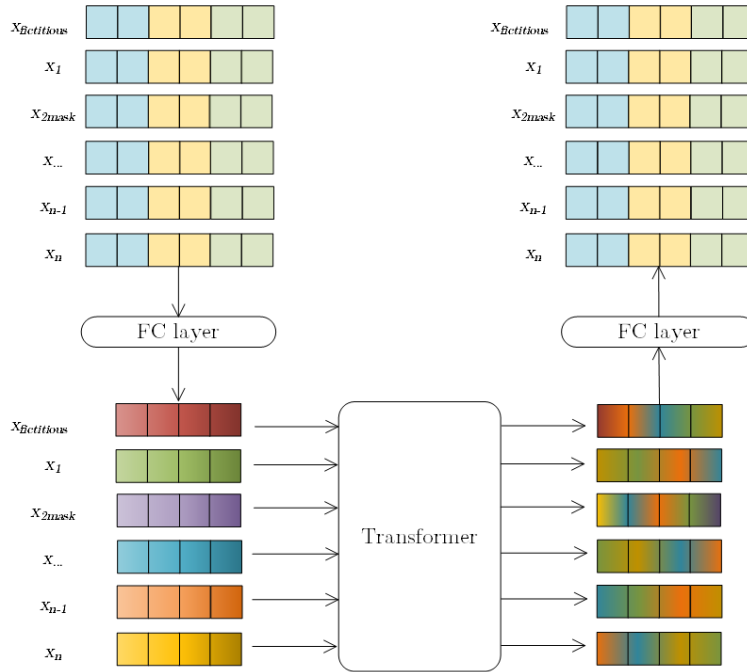 x_fictitious
x_1
x_2mask
x_...
x_n-1
x_n
FC layer
x_fictitious
x_1
x_2mask
x_...
x_n-1
x_n
FC layer
x_fictitious
x_1
x_2mask
x_...
x_n-1
x_n
Transformer